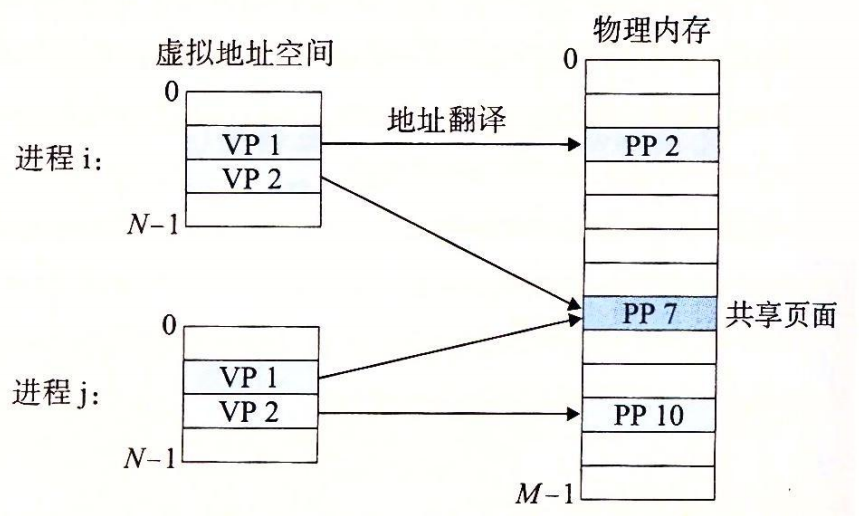 虚拟地址空间
物理内存
0
0
地址翻译
进程 i：
VP 1
PP 2
VP 2
N–1
PP 7
共享页面
0
进程 j：
VP 1
VP 2
PP 10
N–1
M–1